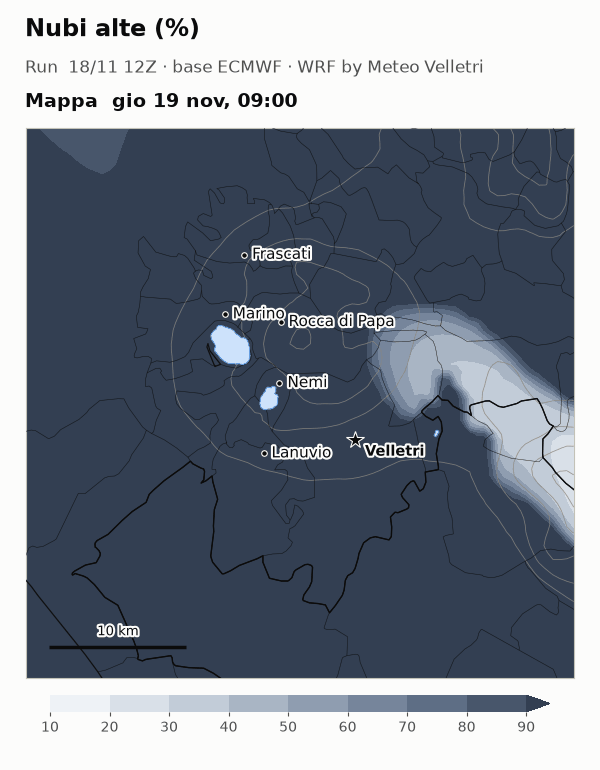 Nubi alte (%)
Run  18/11 12Z · base ECMWF · WRF by Meteo Velletri
Mappa  gio 19 nov, 09:00
Frascati
Marino
Rocca di Papa
Nemi
Velletri
Lanuvio
10 km
10 20 30 40 50 60 70 80 90